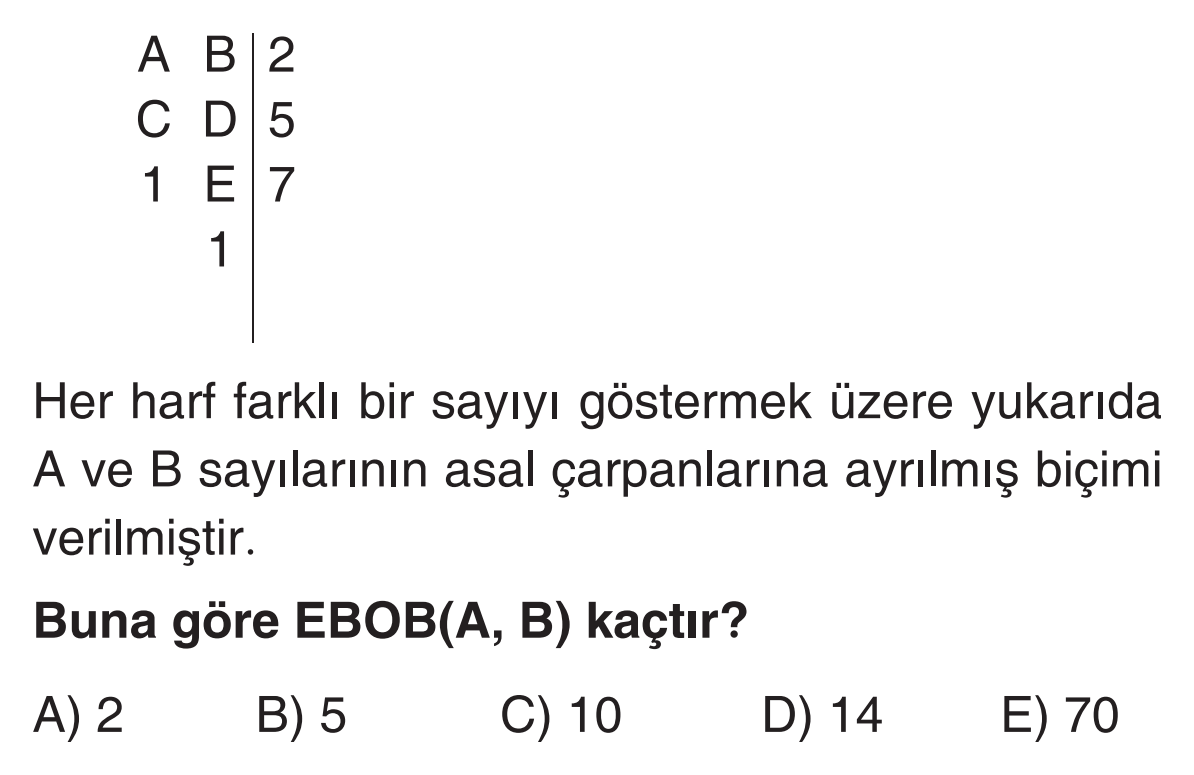 A B 2
C D 5
1 E 7
1
Her harf farklı bir sayıyı göstermek üzere yukarıda
A ve B sayılarının asal çarpanlarına ayrılmış biçimi
verilmiştir.
Buna göre EBOB(A, B) kaçtır?
A) 2 B) 5 C) 10 D) 14 E) 70